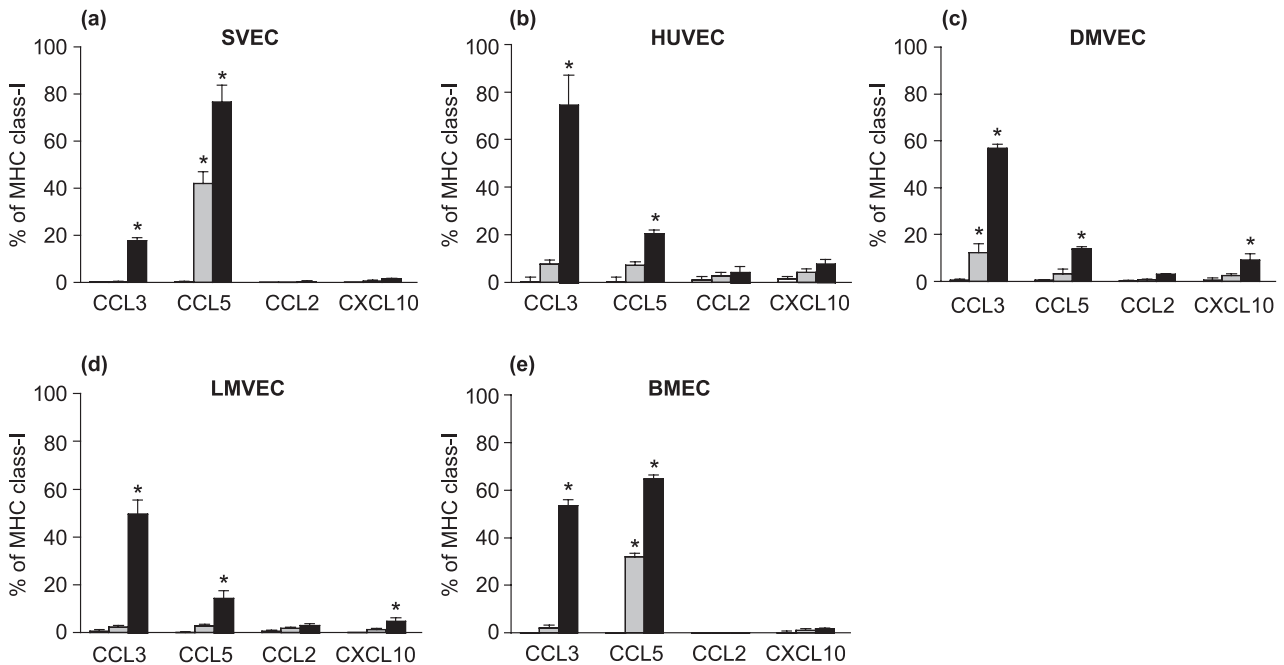 (a)
SVEC
% of MHC class-I
100
80
60
40
20
0
*
*
*
CCL3 CCL5 CCL2 CXCL10
(b)
HUVEC
% of MHC class-I
100
80
60
40
20
0
*
*
CCL3 CCL5 CCL2 CXCL10
(c)
DMVEC
% of MHC class-I
100
80
60
40
20
0
*
*
*
*
CCL3 CCL5 CCL2 CXCL10
(d)
LMVEC
% of MHC class-I
100
80
60
40
20
0
*
*
*
CCL3 CCL5 CCL2 CXCL10
(e)
BMEC
% of MHC class-I
100
80
60
40
20
0
*
*
*
CCL3 CCL5 CCL2 CXCL10